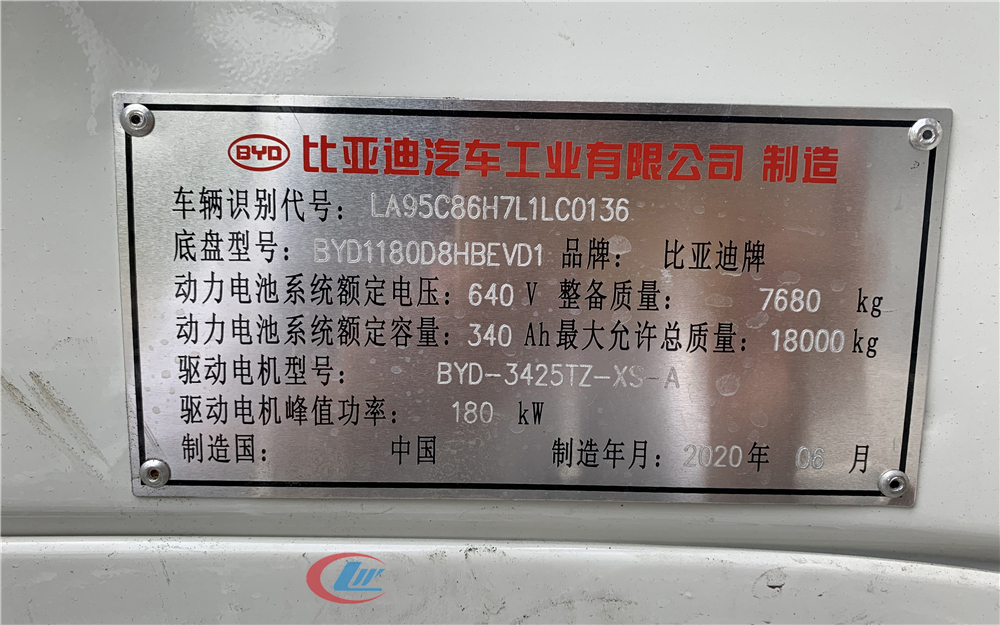 BYD 比亚迪汽车工业有限公司 制造
车辆识别代号: LA95C86H7L1LC0136
底盘型号: BYD1180D8HBEVD1 品牌: 比亚迪牌
动力电池系统额定电压: 640 V 整备质量: 7680 kg
动力电池系统额定容量: 340 Ah 最大允许总质量: 18000 kg
驱动电机型号: BYD-3425TZ-XS-A
驱动电机峰值功率: 180 kW
制造国: 中国 制造年月: 2020 年 06 月